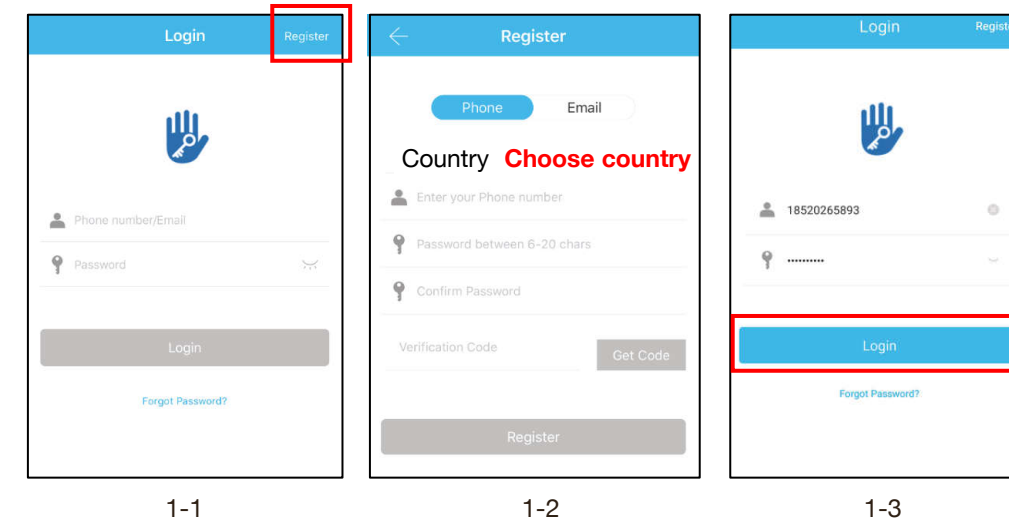 Login
Register
Phone number/Email
Password
Login
Forgot Password?
1-1
Register
Phone
Email
Country Choose country
Enter your Phone number
Password between 6-20 chars
Confirm Password
Verification Code
Get Code
Register
1-2
Login
Registe
18520265893
••••••••••
Login
Forgot Password?
1-3